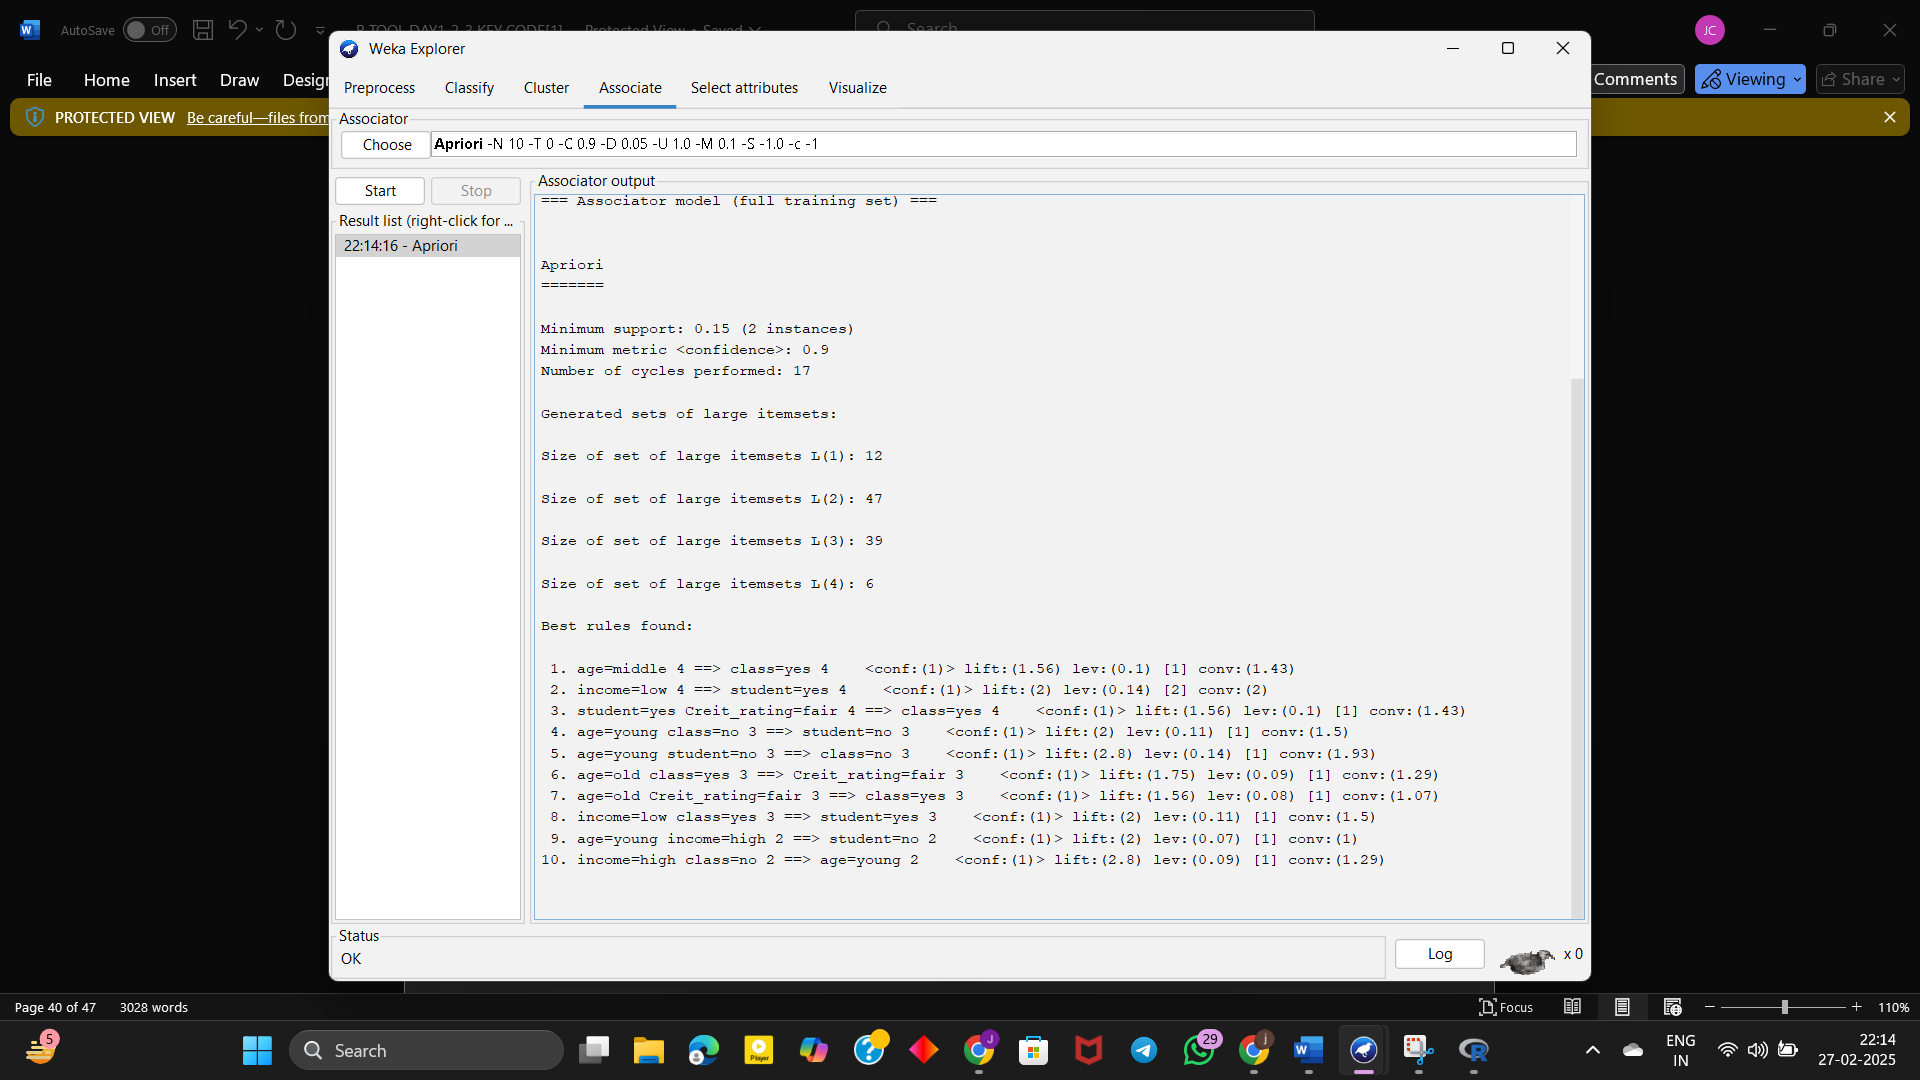 AutoSave Off
Search
JC
File Home Insert Draw
Comments Viewing Share
PROTECTED VIEW Be careful—files from
Weka Explorer
Preprocess Classify Cluster Associate Select attributes Visualize
Associator
Choose Apriori -N 10 -T 0 -C 0.9 -D 0.05 -U 1.0 -M 0.1 -S -1.0 -c -1
Start Stop
Result list (right-click for ...
22:14:16 - Apriori
Associator output
=== Associator model (full training set) ===
Apriori
=======
Minimum support: 0.15 (2 instances)
Minimum metric <confidence>: 0.9
Number of cycles performed: 17
Generated sets of large itemsets:
Size of set of large itemsets L(1): 12
Size of set of large itemsets L(2): 47
Size of set of large itemsets L(3): 39
Size of set of large itemsets L(4): 6
Best rules found:
1. age=middle 4 ==> class=yes 4 <conf:(1)> lift:(1.56) lev:(0.1) [1] conv:(1.43)
2. income=low 4 ==> student=yes 4 <conf:(1)> lift:(2) lev:(0.14) [2] conv:(2)
3. student=yes Creit_rating=fair 4 ==> class=yes 4 <conf:(1)> lift:(1.56) lev:(0.1) [1] conv:(1.43)
4. age=young class=no 3 ==> student=no 3 <conf:(1)> lift:(2) lev:(0.11) [1] conv:(1.5)
5. age=young student=no 3 ==> class=no 3 <conf:(1)> lift:(2.8) lev:(0.14) [1] conv:(1.93)
6. age=old class=yes 3 ==> Creit_rating=fair 3 <conf:(1)> lift:(1.75) lev:(0.09) [1] conv:(1.29)
7. age=old Creit_rating=fair 3 ==> class=yes 3 <conf:(1)> lift:(1.56) lev:(0.08) [1] conv:(1.07)
8. income=low class=yes 3 ==> student=yes 3 <conf:(1)> lift:(2) lev:(0.11) [1] conv:(1.5)
9. age=young income=high 2 ==> student=no 2 <conf:(1)> lift:(2) lev:(0.07) [1] conv:(1)
10. income=high class=no 2 ==> age=young 2 <conf:(1)> lift:(2.8) lev:(0.09) [1] conv:(1.29)
Status
OK
Log x 0
Page 40 of 47 3028 words
Focus 110%
5
Search
Player
J
29
j
ENG
IN
22:14
27-02-2025